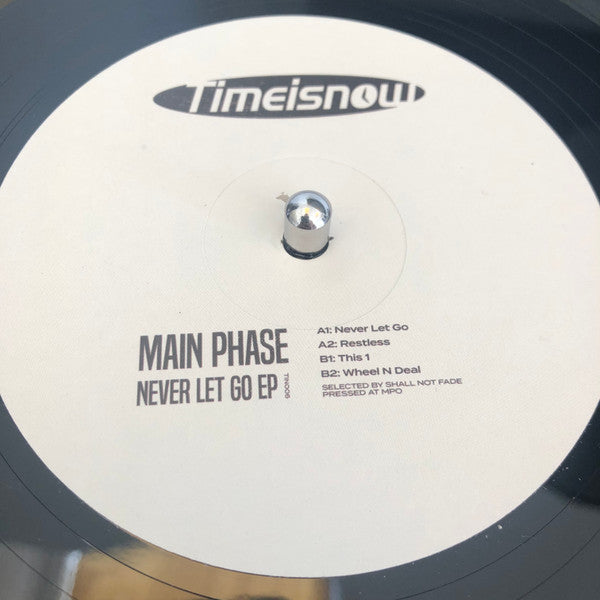 Timeisnow
MAIN PHASE
NEVER LET GO EP
TIN006
A1: Never Let Go
A2: Restless
B1: This 1
B2: Wheel N Deal
SELECTED BY SHALL NOT FADE
PRESSED AT MPO